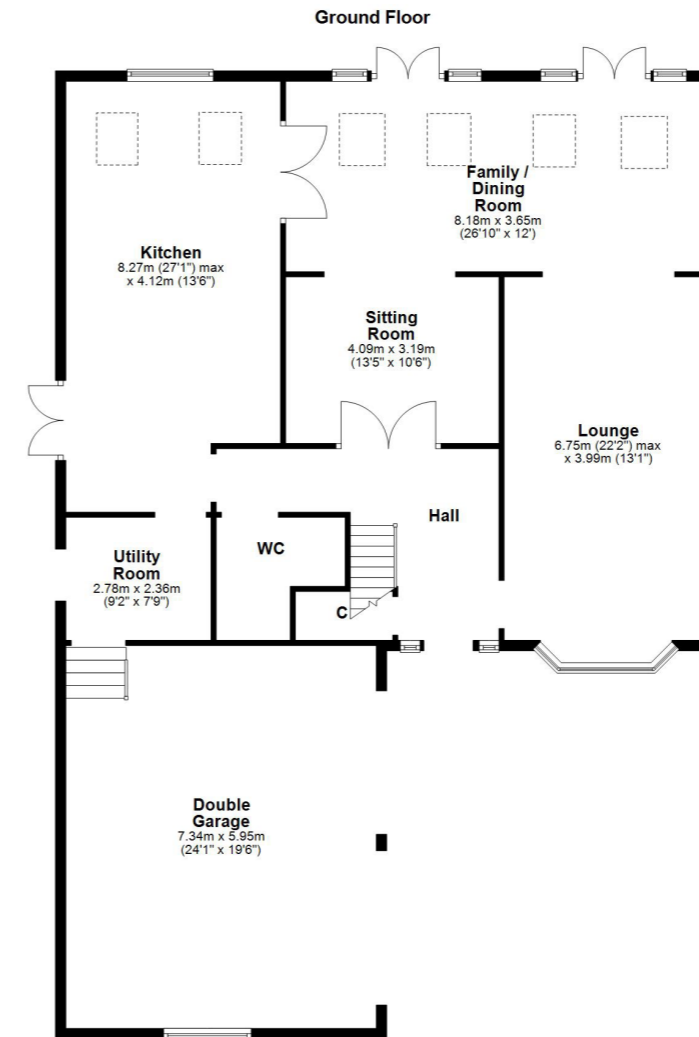 Ground Floor
Family /
Dining
Room
8.18m x 3.65m
(26'10" x 12')
Kitchen
8.27m (27'1") max
x 4.12m (13'6")
Sitting
Room
4.09m x 3.19m
(13'5" x 10'6")
Lounge
6.75m (22'2") max
x 3.99m (13'1")
Hall
WC
Utility
Room
2.78m x 2.36m
(9'2" x 7'9")
C
Double
Garage
7.34m x 5.95m
(24'1" x 19'6")